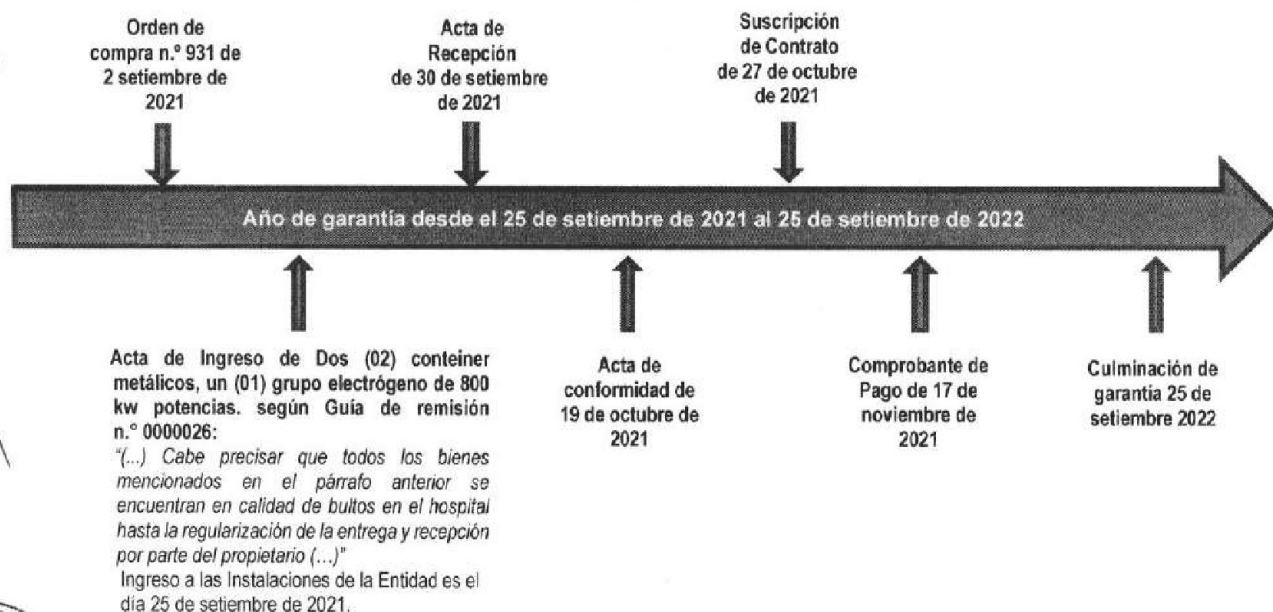 Orden de
compra n.º 931 de
2 setiembre de
2021
Acta de
Recepción
de 30 de setiembre
de 2021
Suscripción
de Contrato
de 27 de octubre
de 2021
Año de garantía desde el 25 de setiembre de 2021 al 25 de setiembre de 2022
Acta de Ingreso de Dos (02) conteiner
metálicos, un (01) grupo electrógeno de 800
kw potencias. según Guía de remisión
n.° 0000026:
"(...) Cabe precisar que todos los bienes
mencionados en el párrafo anterior se
encuentran en calidad de bultos en el hospital
hasta la regularización de la entrega y recepción
por parte del propietario (...)"
Ingreso a las Instalaciones de la Entidad es el
día 25 de setiembre de 2021.
Acta de
conformidad de
19 de octubre de
2021
Comprobante de
Pago de 17 de
noviembre de
2021
Culminación de
garantía 25 de
setiembre 2022